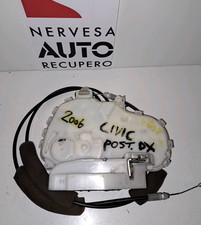 NERVESA
AUTO
RECUPERO
2006
CIVIC
POST. DX